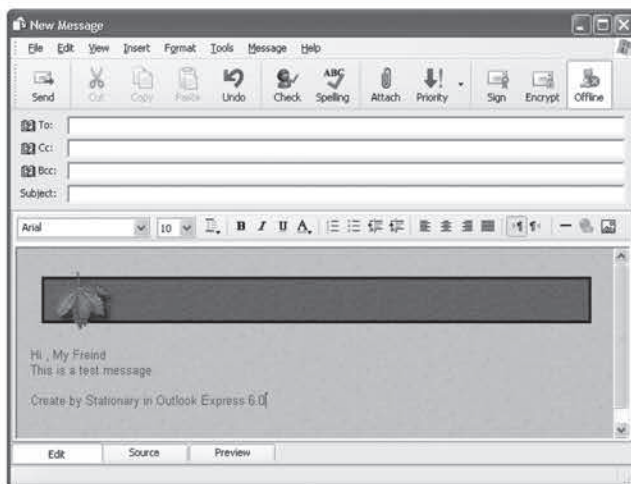 New Message
File Edit View Insert Format Tools Message Help
Send Cut Copy Paste Undo Check Spelling Attach Priority Sign Encrypt Offline
To:
Cc:
Bcc:
Subject:
Arial 10 B I U A
Hi , My Freind
This is a test message
Create by Stationary in Outlook Express 6.0
Edit Source Preview